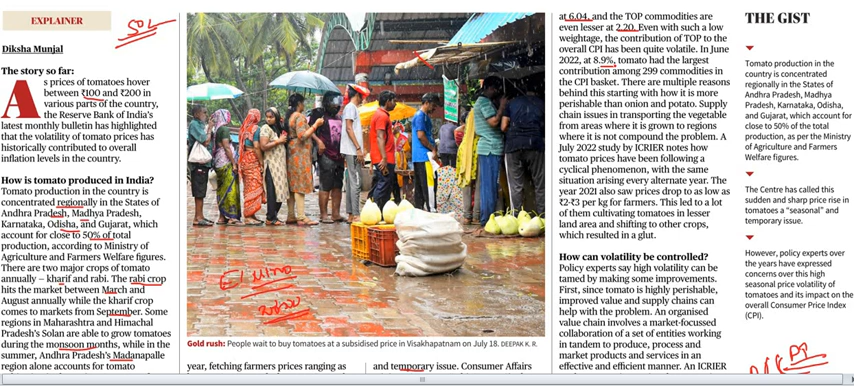 EXPLAINER
SOL
Diksha Munjal
The story so far:
As prices of tomatoes hover
between ₹100 and ₹200 in
various parts of the country,
the Reserve Bank of India's
latest monthly bulletin has highlighted
that the volatility of tomato prices has
historically contributed to overall
inflation levels in the country.
How is tomato produced in India?
Tomato production in the country is
concentrated regionally in the States of
Andhra Pradesh, Madhya Pradesh,
Karnataka, Odisha, and Gujarat, which
account for close to 50% of total
production, according to Ministry of
Agriculture and Farmers Welfare figures.
There are two major crops of tomato
annually – kharif and rabi. The rabi crop
hits the market between March and
August annually while the kharif crop
comes to markets from September. Some
regions in Maharashtra and Himachal
Pradesh's Solan are able to grow tomatoes
during the monsoon months, while in the
summer, Andhra Pradesh's Madanapalle
region alone accounts for tomato
El Nino
Gold rush: People wait to buy tomatoes at a subsidised price in Visakhapatnam on July 18. DEEPAK K. R.
year, fetching farmers prices ranging as
and temporary issue. Consumer Affairs
at 6.04, and the TOP commodities are
even lesser at 2.20. Even with such a low
weightage, the contribution of TOP to the
overall CPI has been quite volatile. In June
2022, at 8.9%, tomato had the largest
contribution among 299 commodities in
the CPI basket. There are multiple reasons
behind this starting with how it is more
perishable than onion and potato. Supply
chain issues in transporting the vegetable
from areas where it is grown to regions
where it is not compound the problem. A
July 2022 study by ICRIER notes how
tomato prices have been following a
cyclical phenomenon, with the same
situation arising every alternate year. The
year 2021 also saw prices drop to as low as
₹2-₹3 per kg for farmers. This led to a lot
of them cultivating tomatoes in lesser
land area and shifting to other crops,
which resulted in a glut.
How can volatility be controlled?
Policy experts say high volatility can be
tamed by making some improvements.
First, since tomato is highly perishable,
improved value and supply chains can
help with the problem. An organised
value chain involves a market-focussed
collaboration of a set of entities working
in tandem to produce, process and
market products and services in an
effective and efficient manner. An ICRIER
THE GIST
Tomato production in the
country is concentrated
regionally in the States of
Andhra Pradesh, Madhya
Pradesh, Karnataka, Odisha,
and Gujarat, which account for
close to 50% of the total
production, as per the Ministry
of Agriculture and Farmers
Welfare figures.
The Centre has called this
sudden and sharp price rise in
tomatoes a "seasonal" and
temporary issue.
However, policy experts over
the years have expressed
concerns over this high
seasonal price volatility of
tomatoes and its impact on the
overall Consumer Price Index
(CPI).